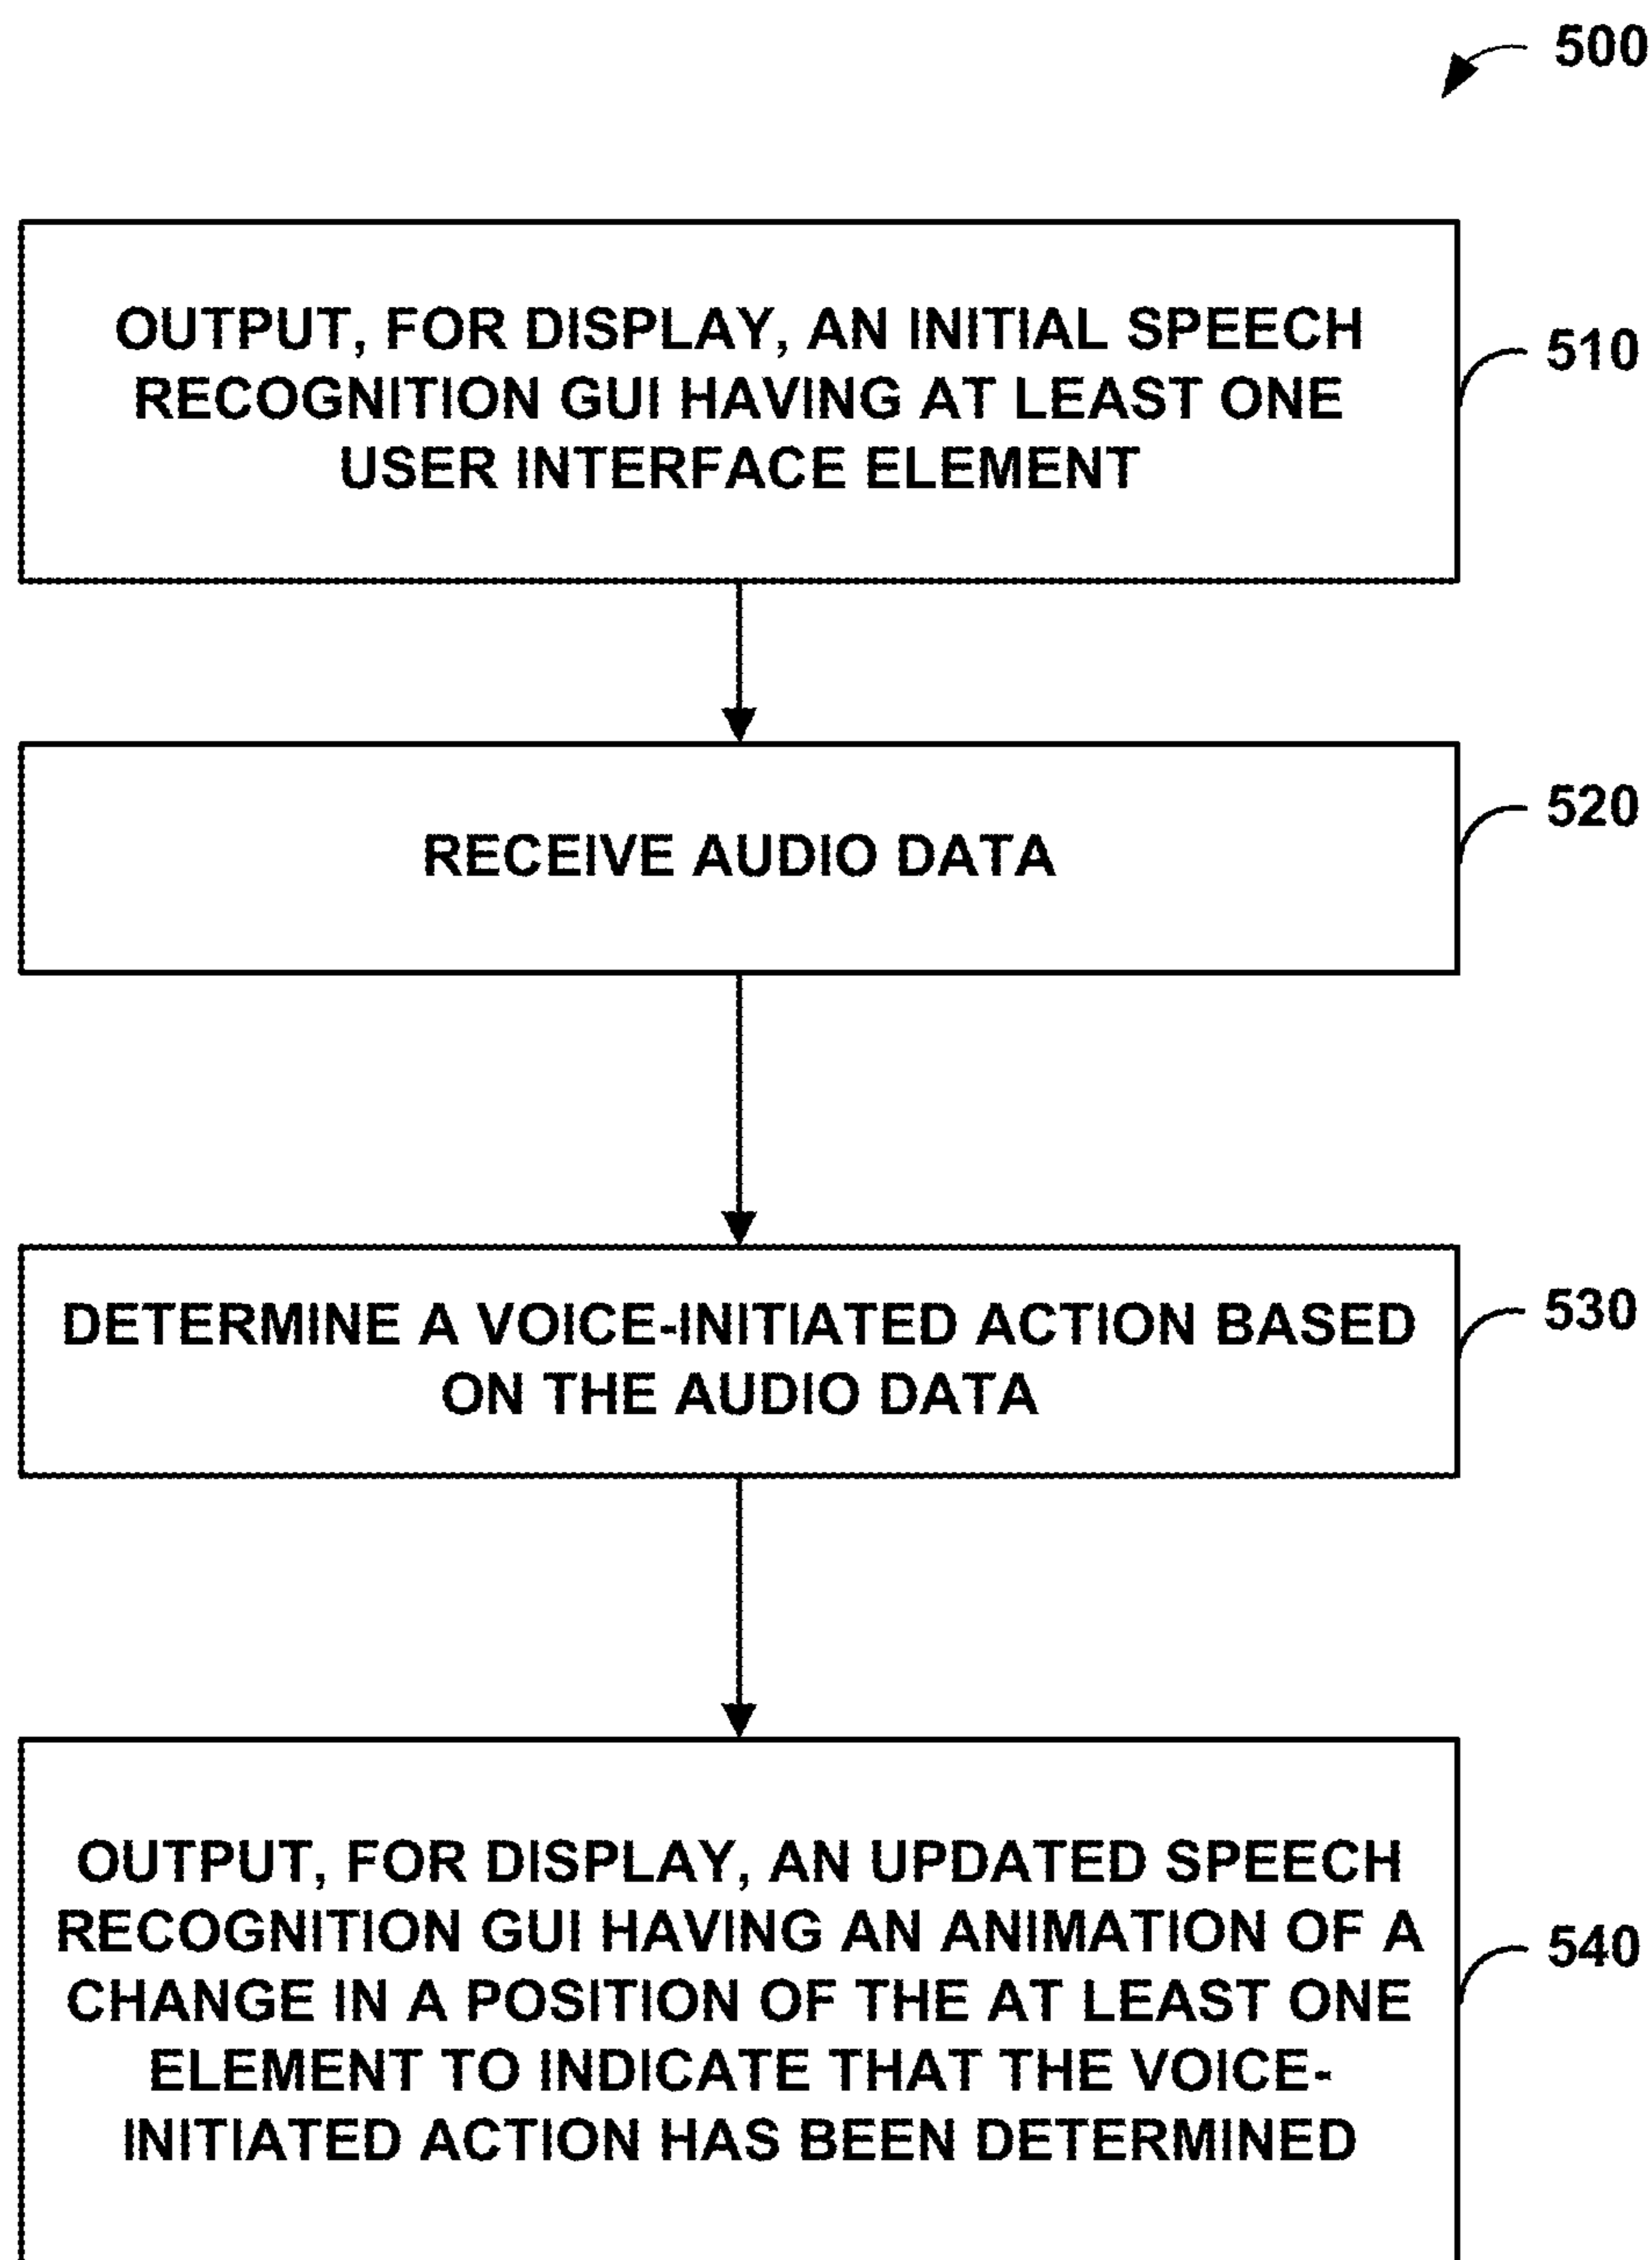 500
OUTPUT, FOR DISPLAY, AN INITIAL SPEECH
RECOGNITION GUI HAVING AT LEAST ONE
USER INTERFACE ELEMENT
510
RECEIVE AUDIO DATA
520
DETERMINE A VOICE-INITIATED ACTION BASED
ON THE AUDIO DATA
530
OUTPUT, FOR DISPLAY, AN UPDATED SPEECH
RECOGNITION GUI HAVING AN ANIMATION OF A
CHANGE IN A POSITION OF THE AT LEAST ONE
ELEMENT TO INDICATE THAT THE VOICE-
INITIATED ACTION HAS BEEN DETERMINED
540